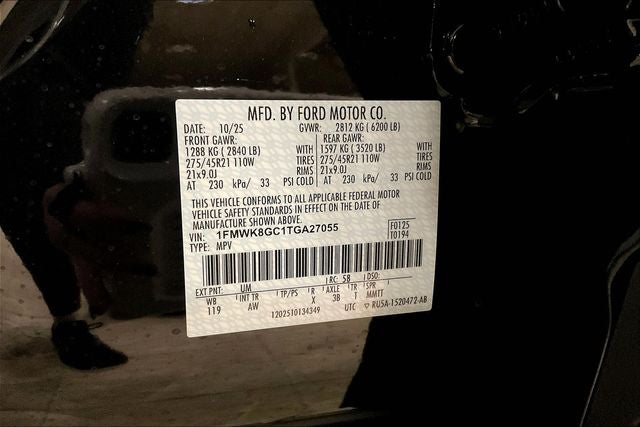 MFD. BY FORD MOTOR CO.
DATE: 10/25 GVWR: 2812 KG ( 6200 LB)
FRONT GAWR: REAR GAWR:
1288 KG ( 2840 LB) WITH 1597 KG ( 3520 LB) WITH
275/45R21 110W TIRES 275/45R21 110W TIRES
21x9.0J RIMS 21x9.0J RIMS
AT 230 kPa/ 33 PSI COLD AT 230 kPa/ 33 PSI COLD
THIS VEHICLE CONFORMS TO ALL APPLICABLE FEDERAL MOTOR
VEHICLE SAFETY STANDARDS IN EFFECT ON THE DATE OF
MANUFACTURE SHOWN ABOVE.
VIN: 1FMWK8GC1TGA27055 F0125
TYPE: MPV T0194
EXT PNT: UM RC: 5B DSO:
WB INT TR TP/PS R AXLE TR SPR
119 AW X 3B T MMTT
1202510134349 UTC ▽ RU5A-1520472-AB